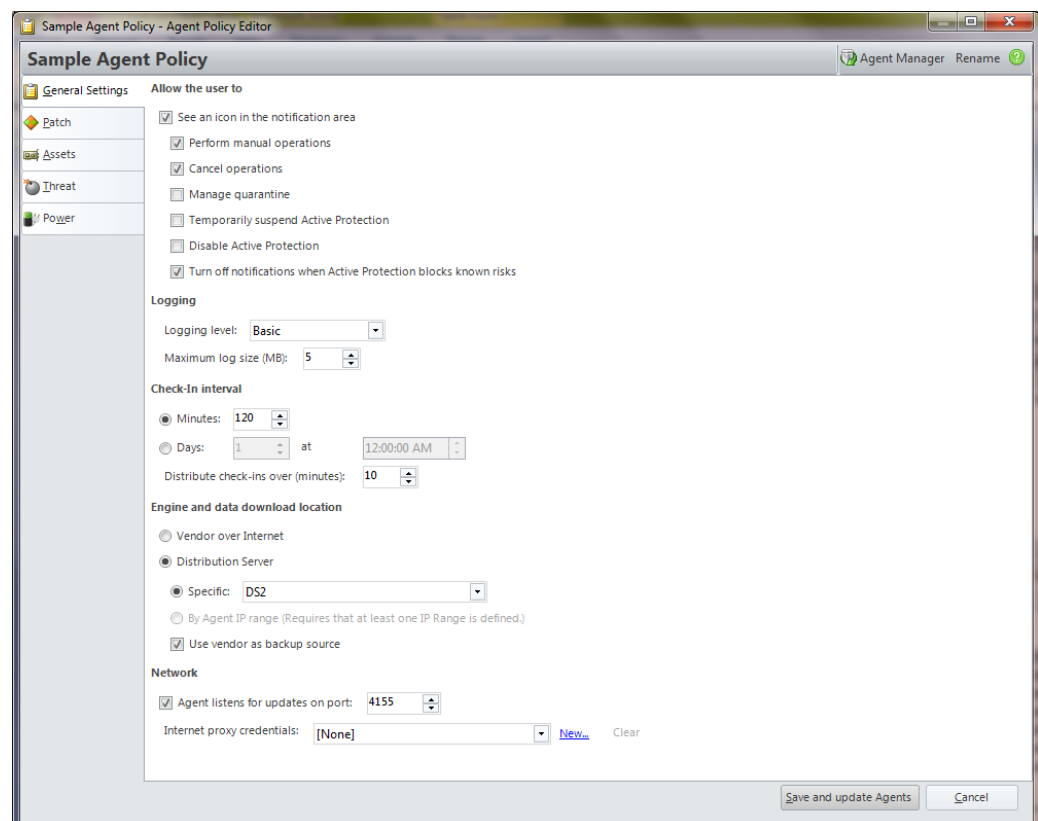 Sample Agent Policy - Agent Policy Editor
Sample Agent Policy
Agent Manager Rename
General Settings
Patch
Assets
Threat
Power
Allow the user to
See an icon in the notification area
Perform manual operations
Cancel operations
Manage quarantine
Temporarily suspend Active Protection
Disable Active Protection
Turn off notifications when Active Protection blocks known risks
Logging
Logging level: Basic
Maximum log size (MB): 5
Check-In interval
Minutes: 120
Days: 1 at 12:00:00 AM
Distribute check-ins over (minutes): 10
Engine and data download location
Vendor over Internet
Distribution Server
Specific: DS2
By Agent IP range (Requires that at least one IP Range is defined.)
Use vendor as backup source
Network
Agent listens for updates on port: 4155
Internet proxy credentials: [None] New... Clear
Save and update Agents Cancel